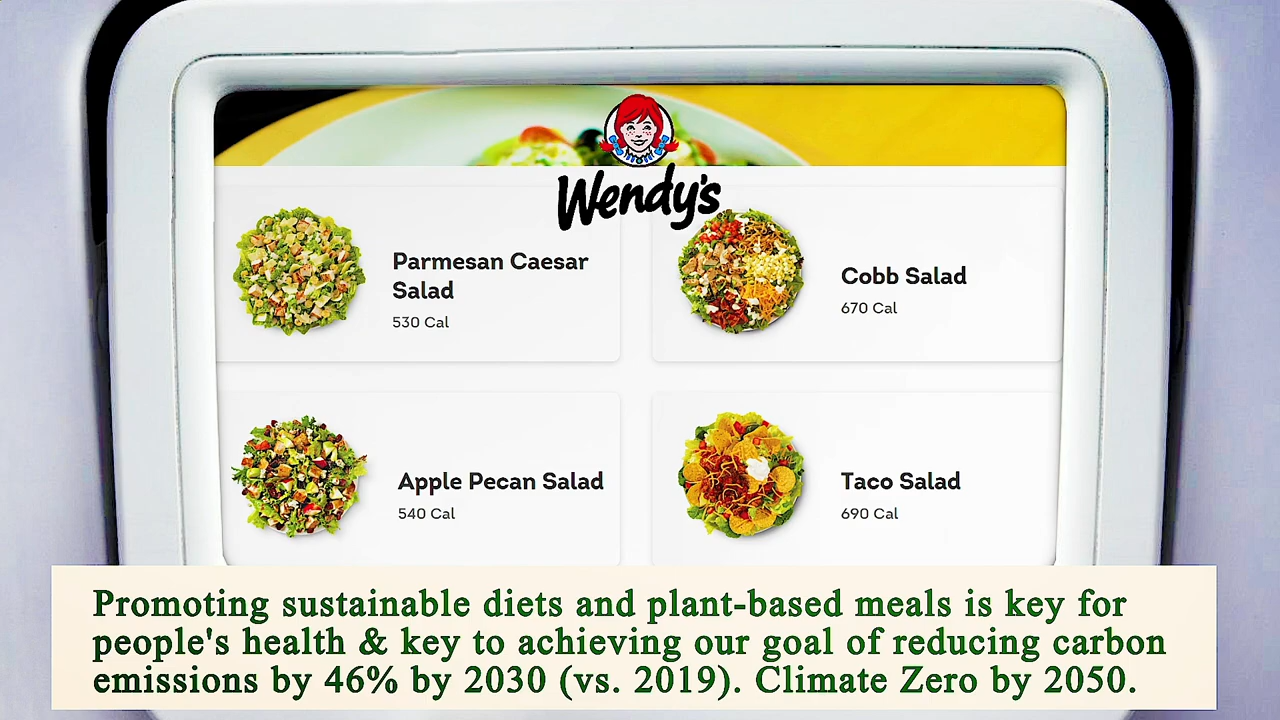 Wendy's
Parmesan Caesar
Salad
530 Cal
Cobb Salad
670 Cal
Apple Pecan Salad
540 Cal
Taco Salad
690 Cal
Promoting sustainable diets and plant-based meals is key for
people's health & key to achieving our goal of reducing carbon
emissions by 46% by 2030 (vs. 2019). Climate Zero by 2050.